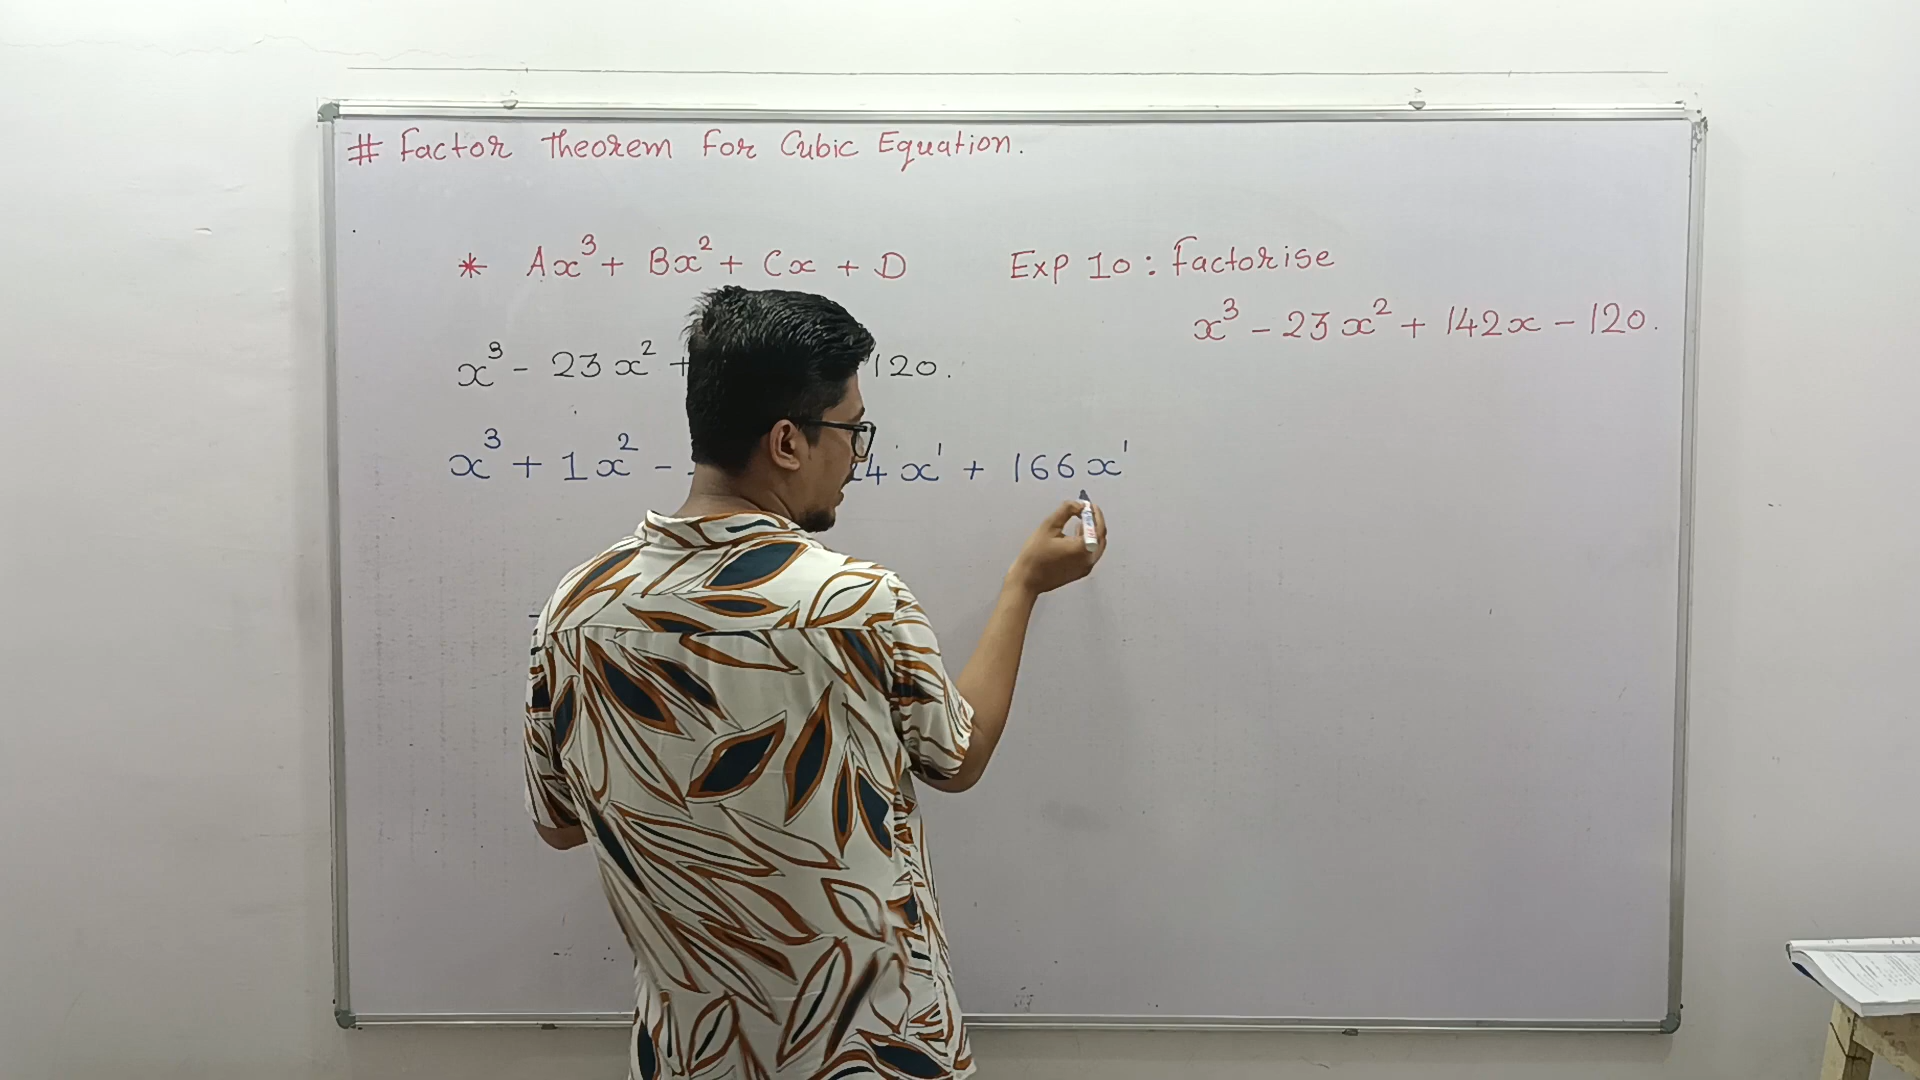 # Factor Theorem For Cubic Equation.
* Ax³ + Bx² + Cx + D
Exp 10 : Factorise
x³ - 23x² + 142x - 120.
x³ - 23x² + 120.
x³ + 1x² - 4x¹ + 166x¹